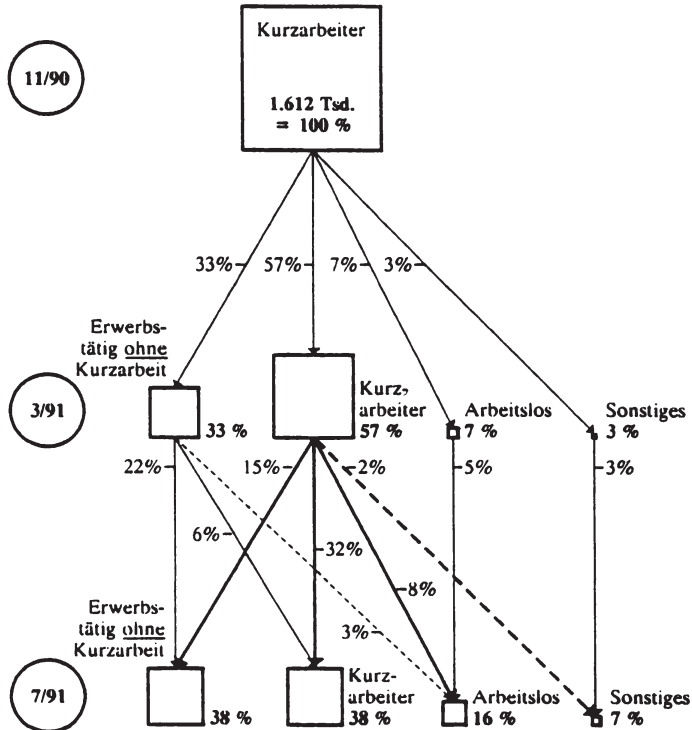 Kurzarbeiter
11/90
1.612 Tsd.
= 100 %
33%
57%
7%
3%
Erwerbs-
tätig ohne
Kurzarbeit
3/91
33 %
Kurz,
arbeiter
57 %
Arbeitslos
7 %
Sonstiges
3 %
22%
15%
2%
5%
3%
6%
32%
8%
3%
Erwerbs-
tätig ohne
Kurzarbeit
7/91
38 %
Kurz-
arbeiter
38 %
Arbeitslos
16 %
Sonstiges
7 %